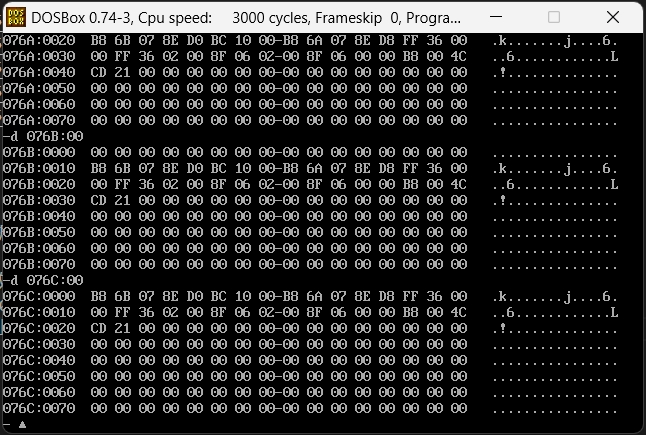 DOSBox 0.74-3, Cpu speed:    3000 cycles, Frameskip  0, Progra...
076A:0020  B8 6B 07 8E D0 BC 10 00-B8 6A 07 8E D8 FF 36 00   .k.......j....6.
076A:0030  00 FF 36 02 00 8F 06 02-00 8F 06 00 00 B8 00 4C   ..6............L
076A:0040  CD 21 00 00 00 00 00 00-00 00 00 00 00 00 00 00   .!..............
076A:0050  00 00 00 00 00 00 00 00-00 00 00 00 00 00 00 00   ................
076A:0060  00 00 00 00 00 00 00 00-00 00 00 00 00 00 00 00   ................
076A:0070  00 00 00 00 00 00 00 00-00 00 00 00 00 00 00 00   ................
-d 076B:00
076B:0000  00 00 00 00 00 00 00 00-00 00 00 00 00 00 00 00   ................
076B:0010  B8 6B 07 8E D0 BC 10 00-B8 6A 07 8E D8 FF 36 00   .k.......j....6.
076B:0020  00 FF 36 02 00 8F 06 02-00 8F 06 00 00 B8 00 4C   ..6............L
076B:0030  CD 21 00 00 00 00 00 00-00 00 00 00 00 00 00 00   .!..............
076B:0040  00 00 00 00 00 00 00 00-00 00 00 00 00 00 00 00   ................
076B:0050  00 00 00 00 00 00 00 00-00 00 00 00 00 00 00 00   ................
076B:0060  00 00 00 00 00 00 00 00-00 00 00 00 00 00 00 00   ................
076B:0070  00 00 00 00 00 00 00 00-00 00 00 00 00 00 00 00   ................
-d 076C:00
076C:0000  B8 6B 07 8E D0 BC 10 00-B8 6A 07 8E D8 FF 36 00   .k.......j....6.
076C:0010  00 FF 36 02 00 8F 06 02-00 8F 06 00 00 B8 00 4C   ..6............L
076C:0020  CD 21 00 00 00 00 00 00-00 00 00 00 00 00 00 00   .!..............
076C:0030  00 00 00 00 00 00 00 00-00 00 00 00 00 00 00 00   ................
076C:0040  00 00 00 00 00 00 00 00-00 00 00 00 00 00 00 00   ................
076C:0050  00 00 00 00 00 00 00 00-00 00 00 00 00 00 00 00   ................
076C:0060  00 00 00 00 00 00 00 00-00 00 00 00 00 00 00 00   ................
076C:0070  00 00 00 00 00 00 00 00-00 00 00 00 00 00 00 00   ................
- ▲